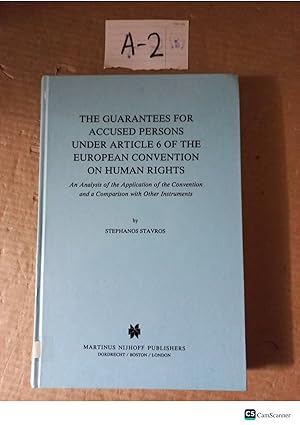 A-2
THE GUARANTEES FOR
ACCUSED PERSONS
UNDER ARTICLE 6 OF THE
EUROPEAN CONVENTION
ON HUMAN RIGHTS
An Analysis of the Application of the Convention
and a Comparison with Other Instruments
by
STEPHANOS STAVROS
MARTINUS NIJHOFF PUBLISHERS
DORDRECHT / BOSTON / LONDON
CS CamScanner